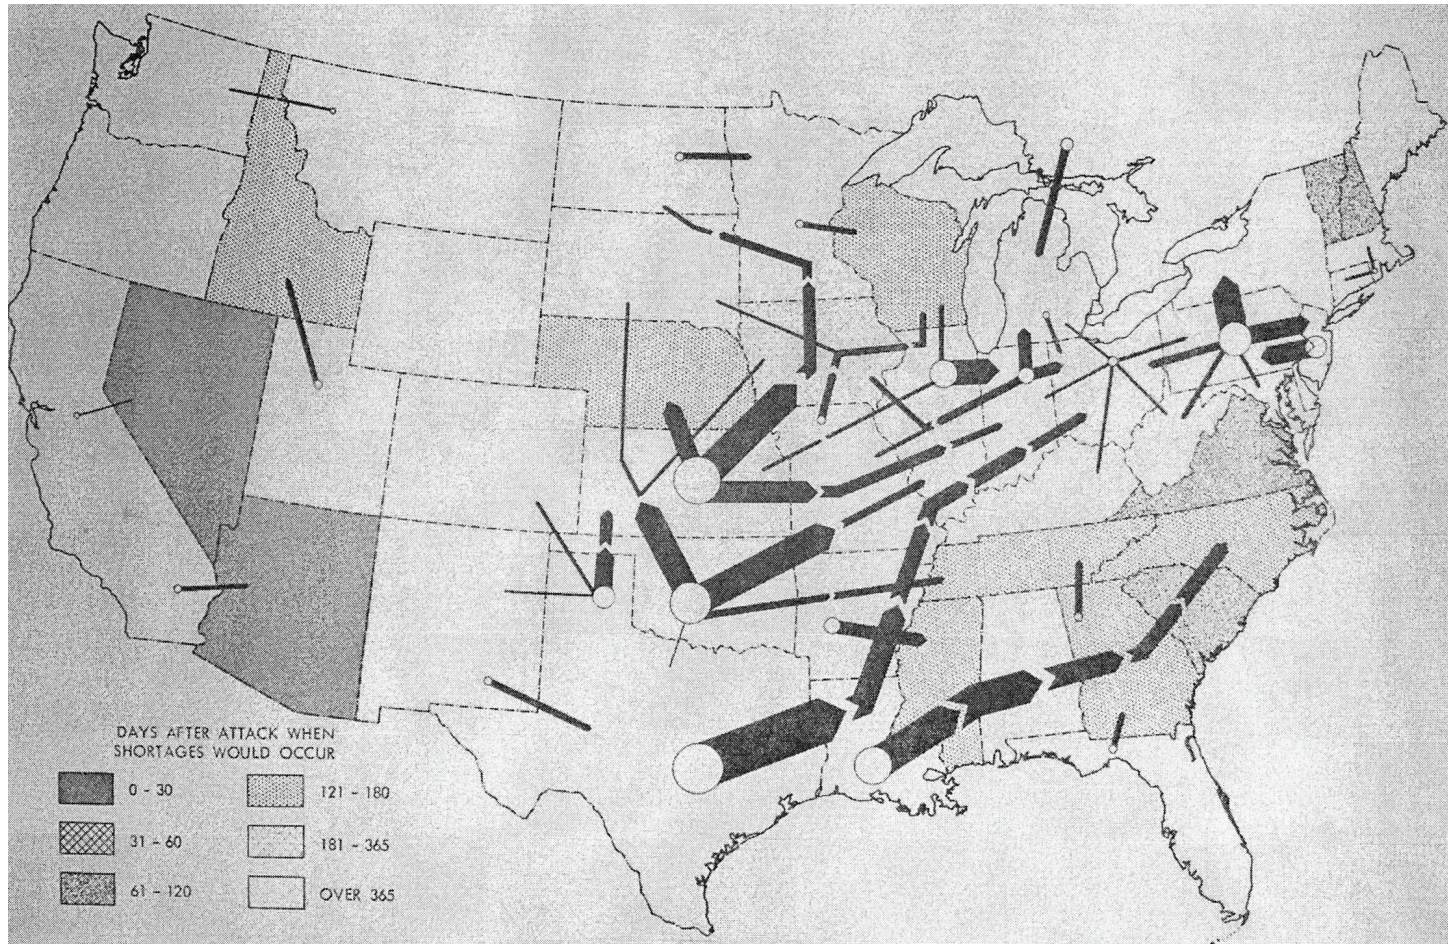 DAYS AFTER ATTACK WHEN
SHORTAGES WOULD OCCUR
0 - 30
31 - 60
61 - 120
121 - 180
181 - 365
OVER 365